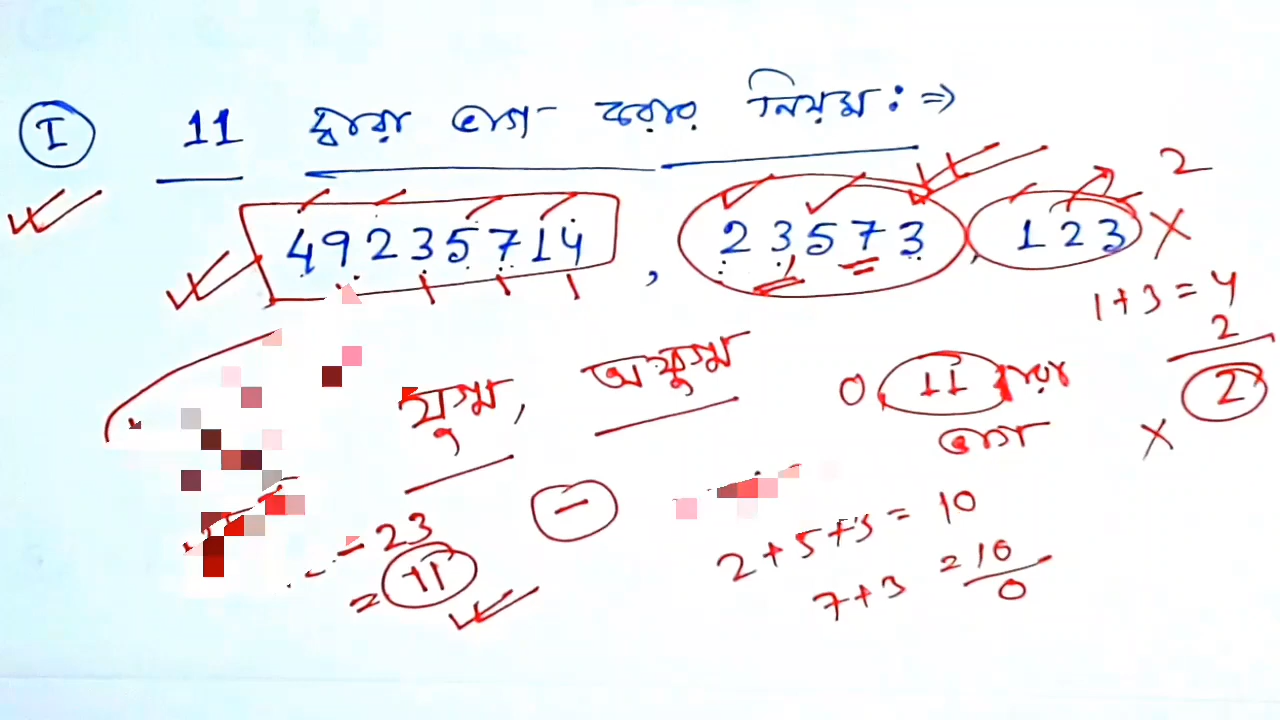 I 11 দ্বারা ভাগ করার নিয়ম : ⇒
49235714 , 23573 , 123 × 2
1+3 = 4
2
2
যুগ্ম, অযুগ্ম 0 11 এর
ভাগ ×
-23 −
= 11
2+5+3 = 10
7+3 = 10
0